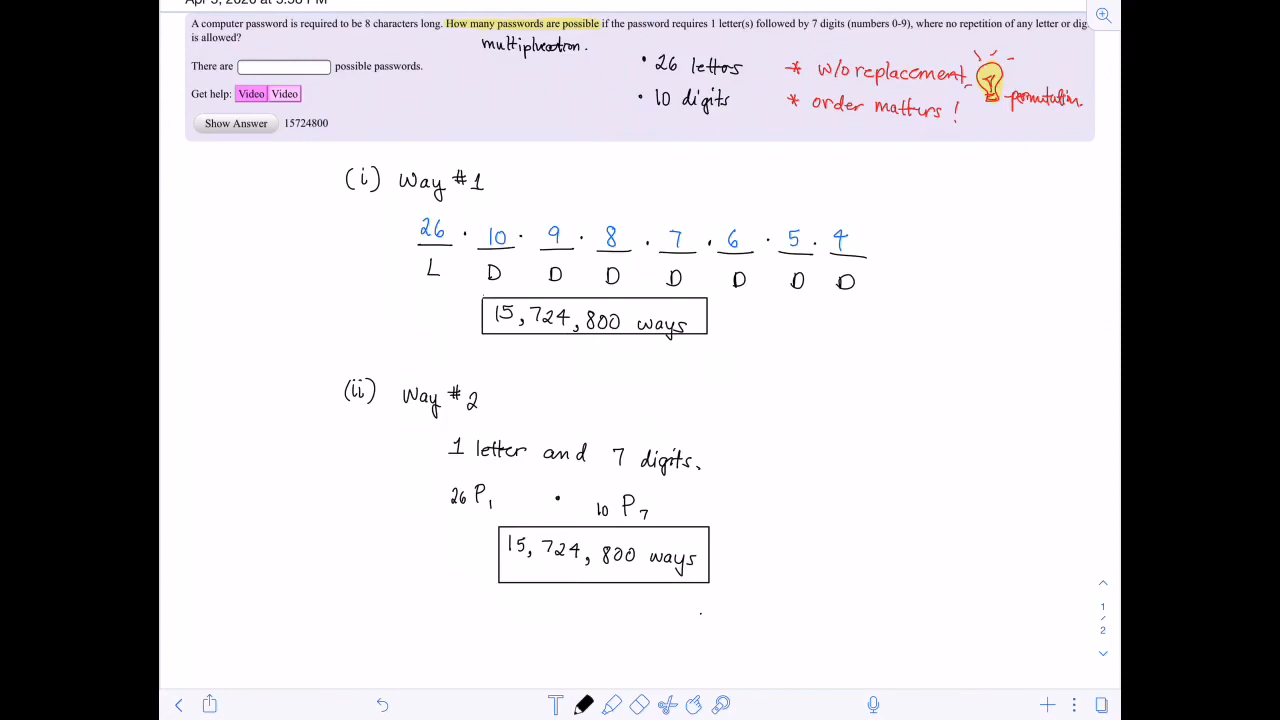 A computer password is required to be 8 characters long. How many passwords are possible if the password requires 1 letter(s) followed by 7 digits (numbers 0-9), where no repetition of any letter or dig
is allowed?
multiplication.
There are possible passwords.
• 26 letters
• 10 digits
* w/o replacement
* order matters !
permutation
Get help: Video Video
Show Answer 15724800
(i) Way #1
26 · 10 · 9 · 8 · 7 · 6 · 5 · 4
L D D D D D D D
15,724,800 ways
(ii) Way #2
1 letter and 7 digits.
26 P 1 · 10 P 7
15,724,800 ways
1
/
2
T